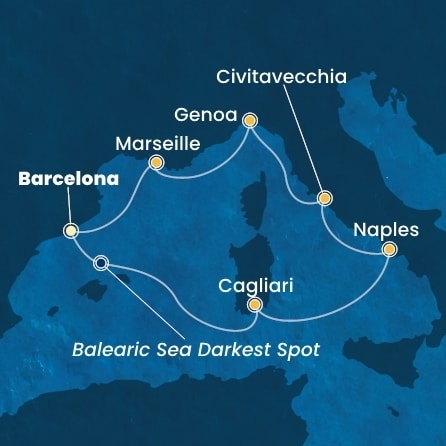 Civitavecchia
Genoa
Marseille
Barcelona
Naples
Cagliari
Balearic Sea Darkest Spot